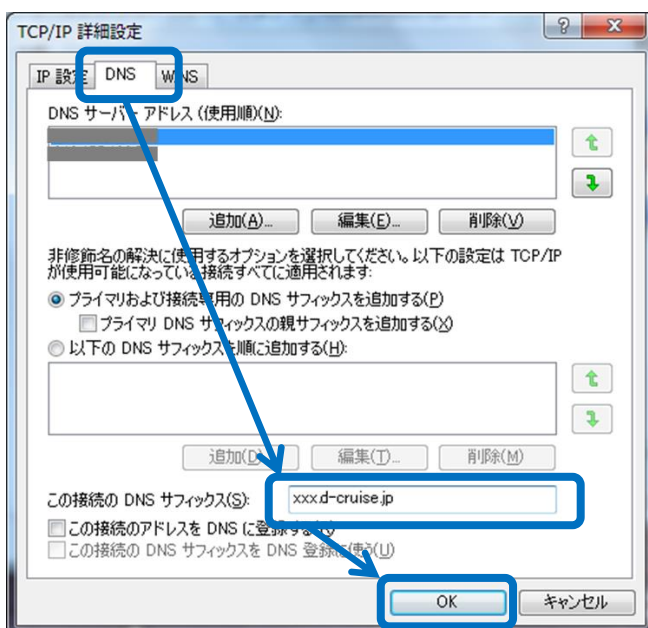 TCP/IP 詳細設定
IP 設定 DNS WINS
DNS サーバー アドレス (使用順)(N):
追加(A)... 編集(E)... 削除(V)
非修飾名の解決に使用するオプションを選択してください。以下の設定は TCP/IP
が使用可能になっている接続すべてに適用されます:
プライマリおよび接続専用の DNS サフィックスを追加する(P)
プライマリ DNS サフィックスの親サフィックスを追加する(X)
以下の DNS サフィックスを順に追加する(H):
追加(D)... 編集(T)... 削除(M)
この接続の DNS サフィックス(S): xxx.d-cruise.jp
この接続のアドレスを DNS に登録する
この接続の DNS サフィックスを DNS 登録に使う(U)
OK キャンセル